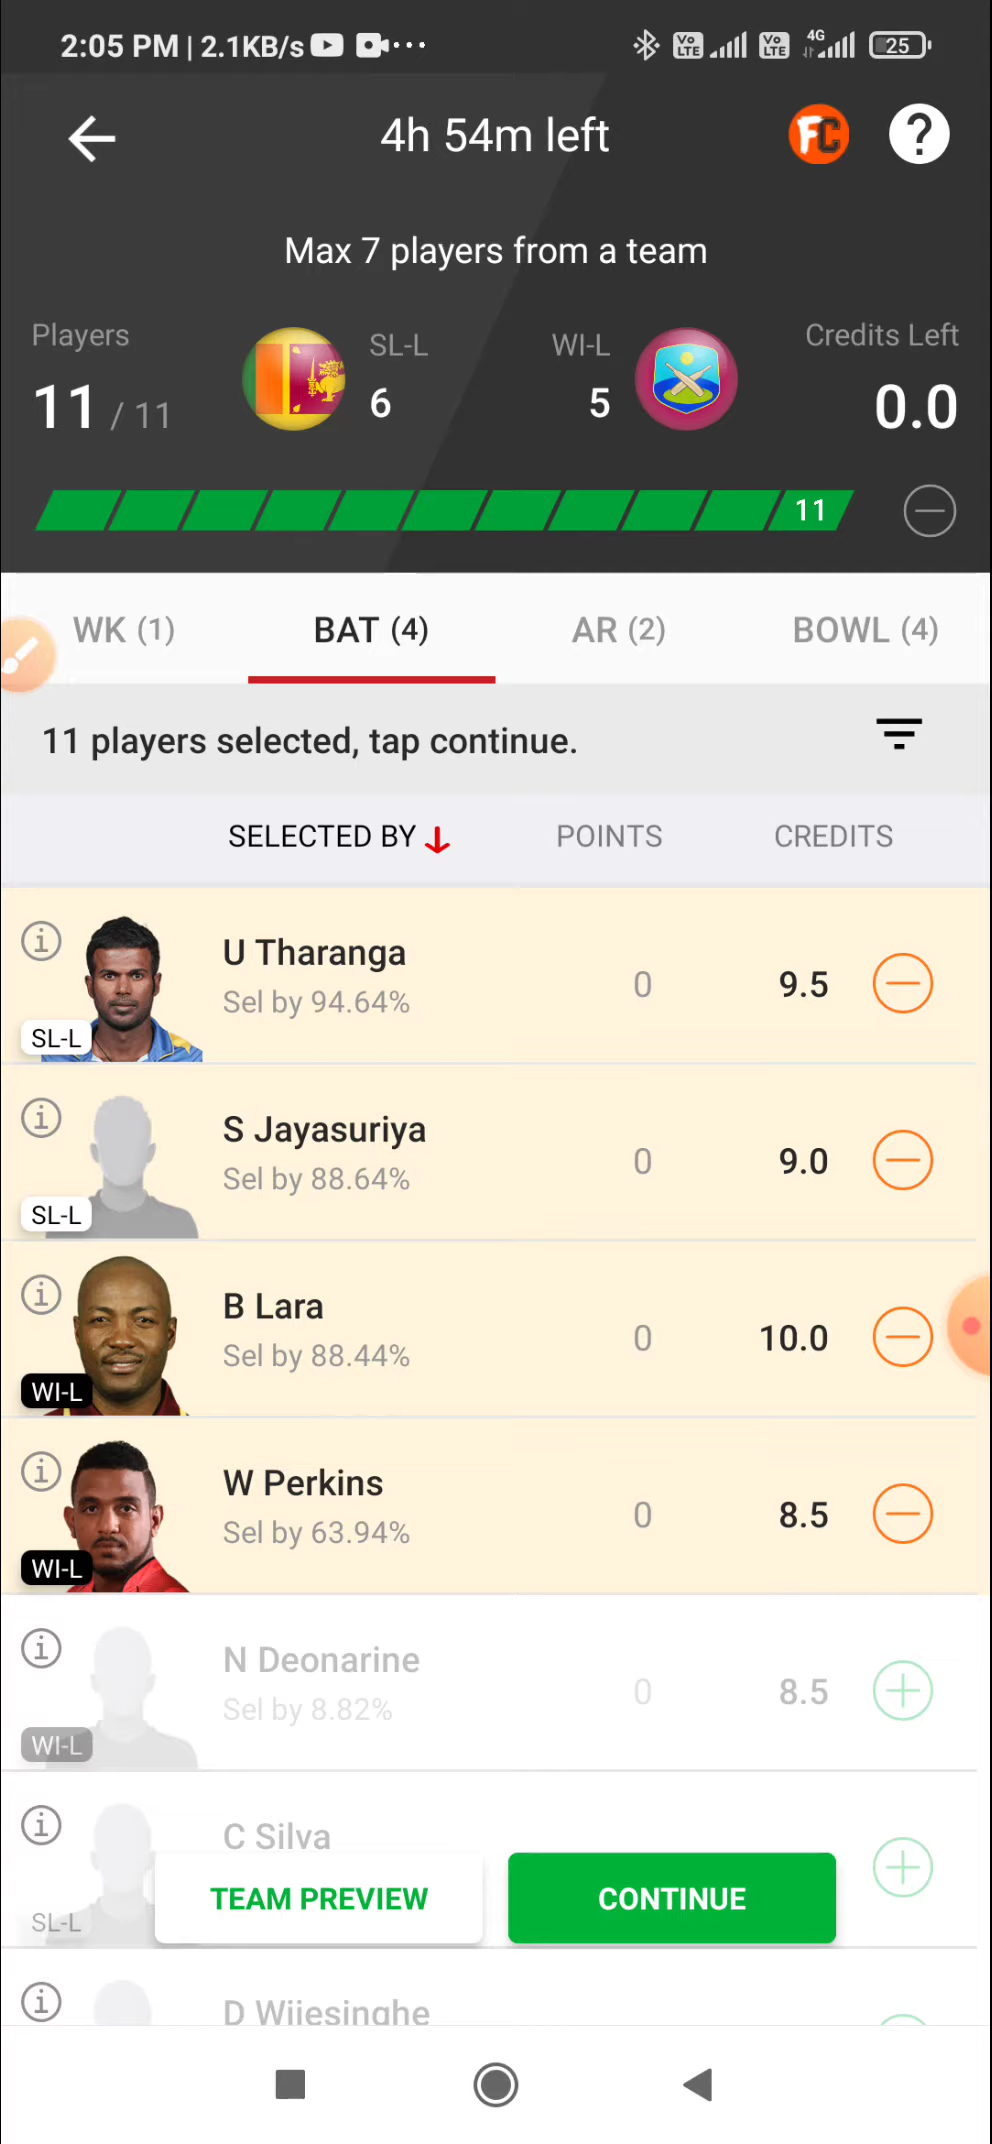 2:05 PM | 2.1KB/s ...
Vo LTE Vo LTE 4G 25
4h 54m left FC ?
Max 7 players from a team
Players SL-L WI-L Credits Left
11 / 11 6 5 0.0
11
WK (1) BAT (4) AR (2) BOWL (4)
11 players selected, tap continue.
SELECTED BY POINTS CREDITS
U Tharanga
Sel by 94.64% 0 9.5
SL-L
S Jayasuriya
Sel by 88.64% 0 9.0
SL-L
B Lara
Sel by 88.44% 0 10.0
WI-L
W Perkins
Sel by 63.94% 0 8.5
WI-L
N Deonarine
Sel by 8.82% 0 8.5
WI-L
C Silva
SL-L
TEAM PREVIEW CONTINUE
D Wijesinghe